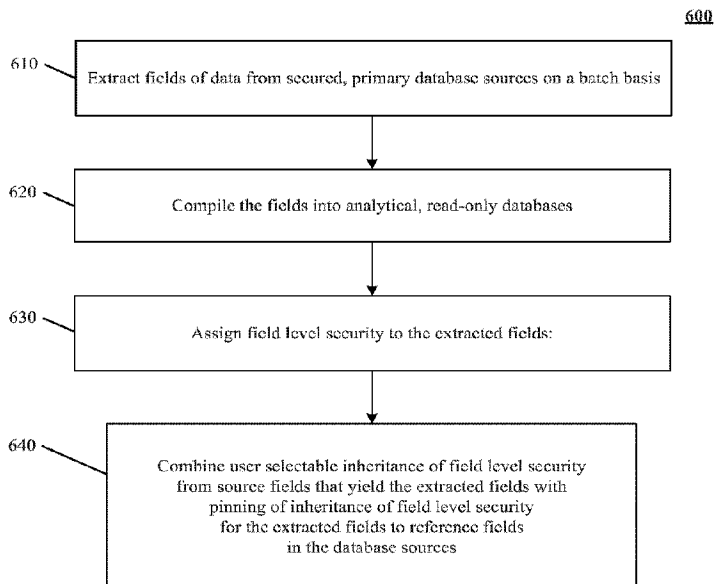 600
610
Extract fields of data from secured, primary database sources on a batch basis
620
Compile the fields into analytical, read-only databases
630
Assign field level security to the extracted fields:
640
Combine user selectable inheritance of field level security
from source fields that yield the extracted fields with
pinning of inheritance of field level security
for the extracted fields to reference fields
in the database sources